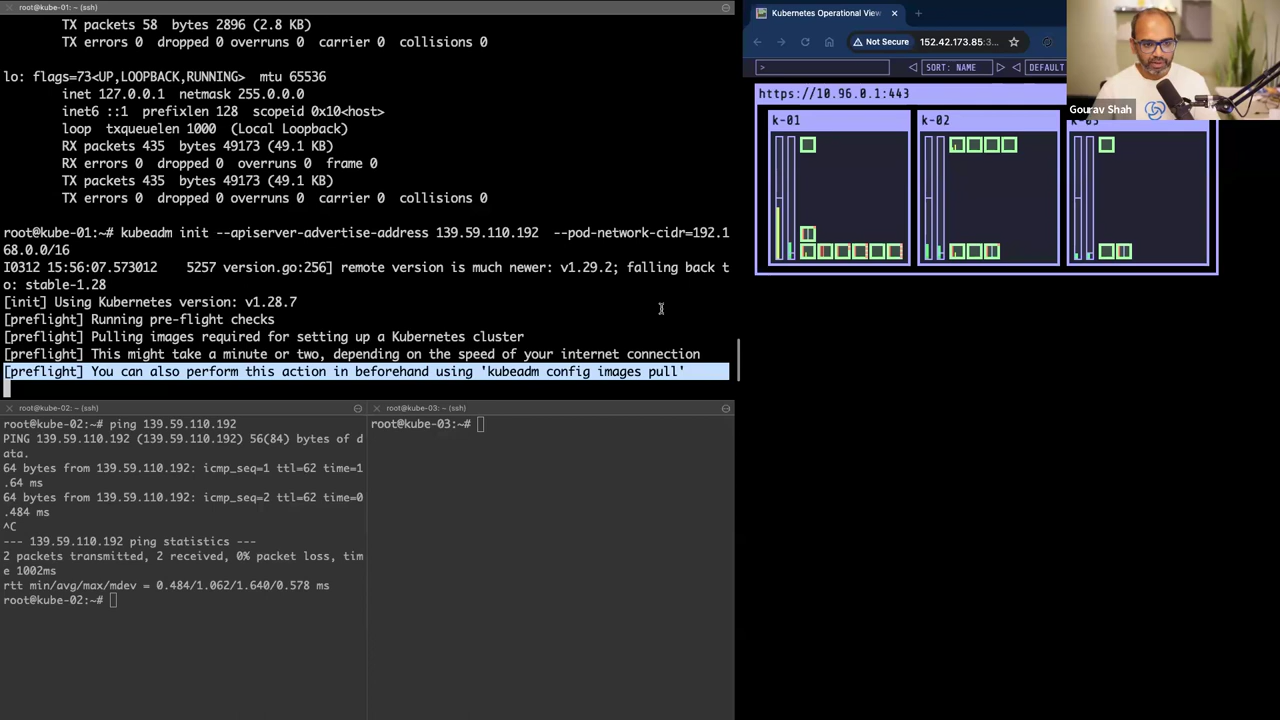 root@kube-01: ~ (ssh)
TX packets 58  bytes 2896 (2.8 KB)
TX errors 0  dropped 0 overruns 0  carrier 0  collisions 0
lo: flags=73<UP,LOOPBACK,RUNNING>  mtu 65536
inet 127.0.0.1  netmask 255.0.0.0
inet6 ::1  prefixlen 128  scopeid 0x10<host>
loop  txqueuelen 1000  (Local Loopback)
RX packets 435  bytes 49173 (49.1 KB)
RX errors 0  dropped 0  overruns 0  frame 0
TX packets 435  bytes 49173 (49.1 KB)
TX errors 0  dropped 0 overruns 0  carrier 0  collisions 0
root@kube-01:~# kubeadm init --apiserver-advertise-address 139.59.110.192  --pod-network-cidr=192.1
68.0.0/16
I0312 15:56:07.573012    5257 version.go:256] remote version is much newer: v1.29.2; falling back t
o: stable-1.28
[init] Using Kubernetes version: v1.28.7
[preflight] Running pre-flight checks
[preflight] Pulling images required for setting up a Kubernetes cluster
[preflight] This might take a minute or two, depending on the speed of your internet connection
[preflight] You can also perform this action in beforehand using 'kubeadm config images pull'
root@kube-02: ~ (ssh)
root@kube-02:~# ping 139.59.110.192
PING 139.59.110.192 (139.59.110.192) 56(84) bytes of d
ata.
64 bytes from 139.59.110.192: icmp_seq=1 ttl=62 time=1
.64 ms
64 bytes from 139.59.110.192: icmp_seq=2 ttl=62 time=0
.484 ms
^C
--- 139.59.110.192 ping statistics ---
2 packets transmitted, 2 received, 0% packet loss, tim
e 1002ms
rtt min/avg/max/mdev = 0.484/1.062/1.640/0.578 ms
root@kube-02:~#
root@kube-03: ~ (ssh)
root@kube-03:~#
Kubernetes Operational View
Not Secure 152.42.173.85:3...
> SORT: NAME DEFAULT
https://10.96.0.1:443
Gourav Shah
k-01
k-02
k-03